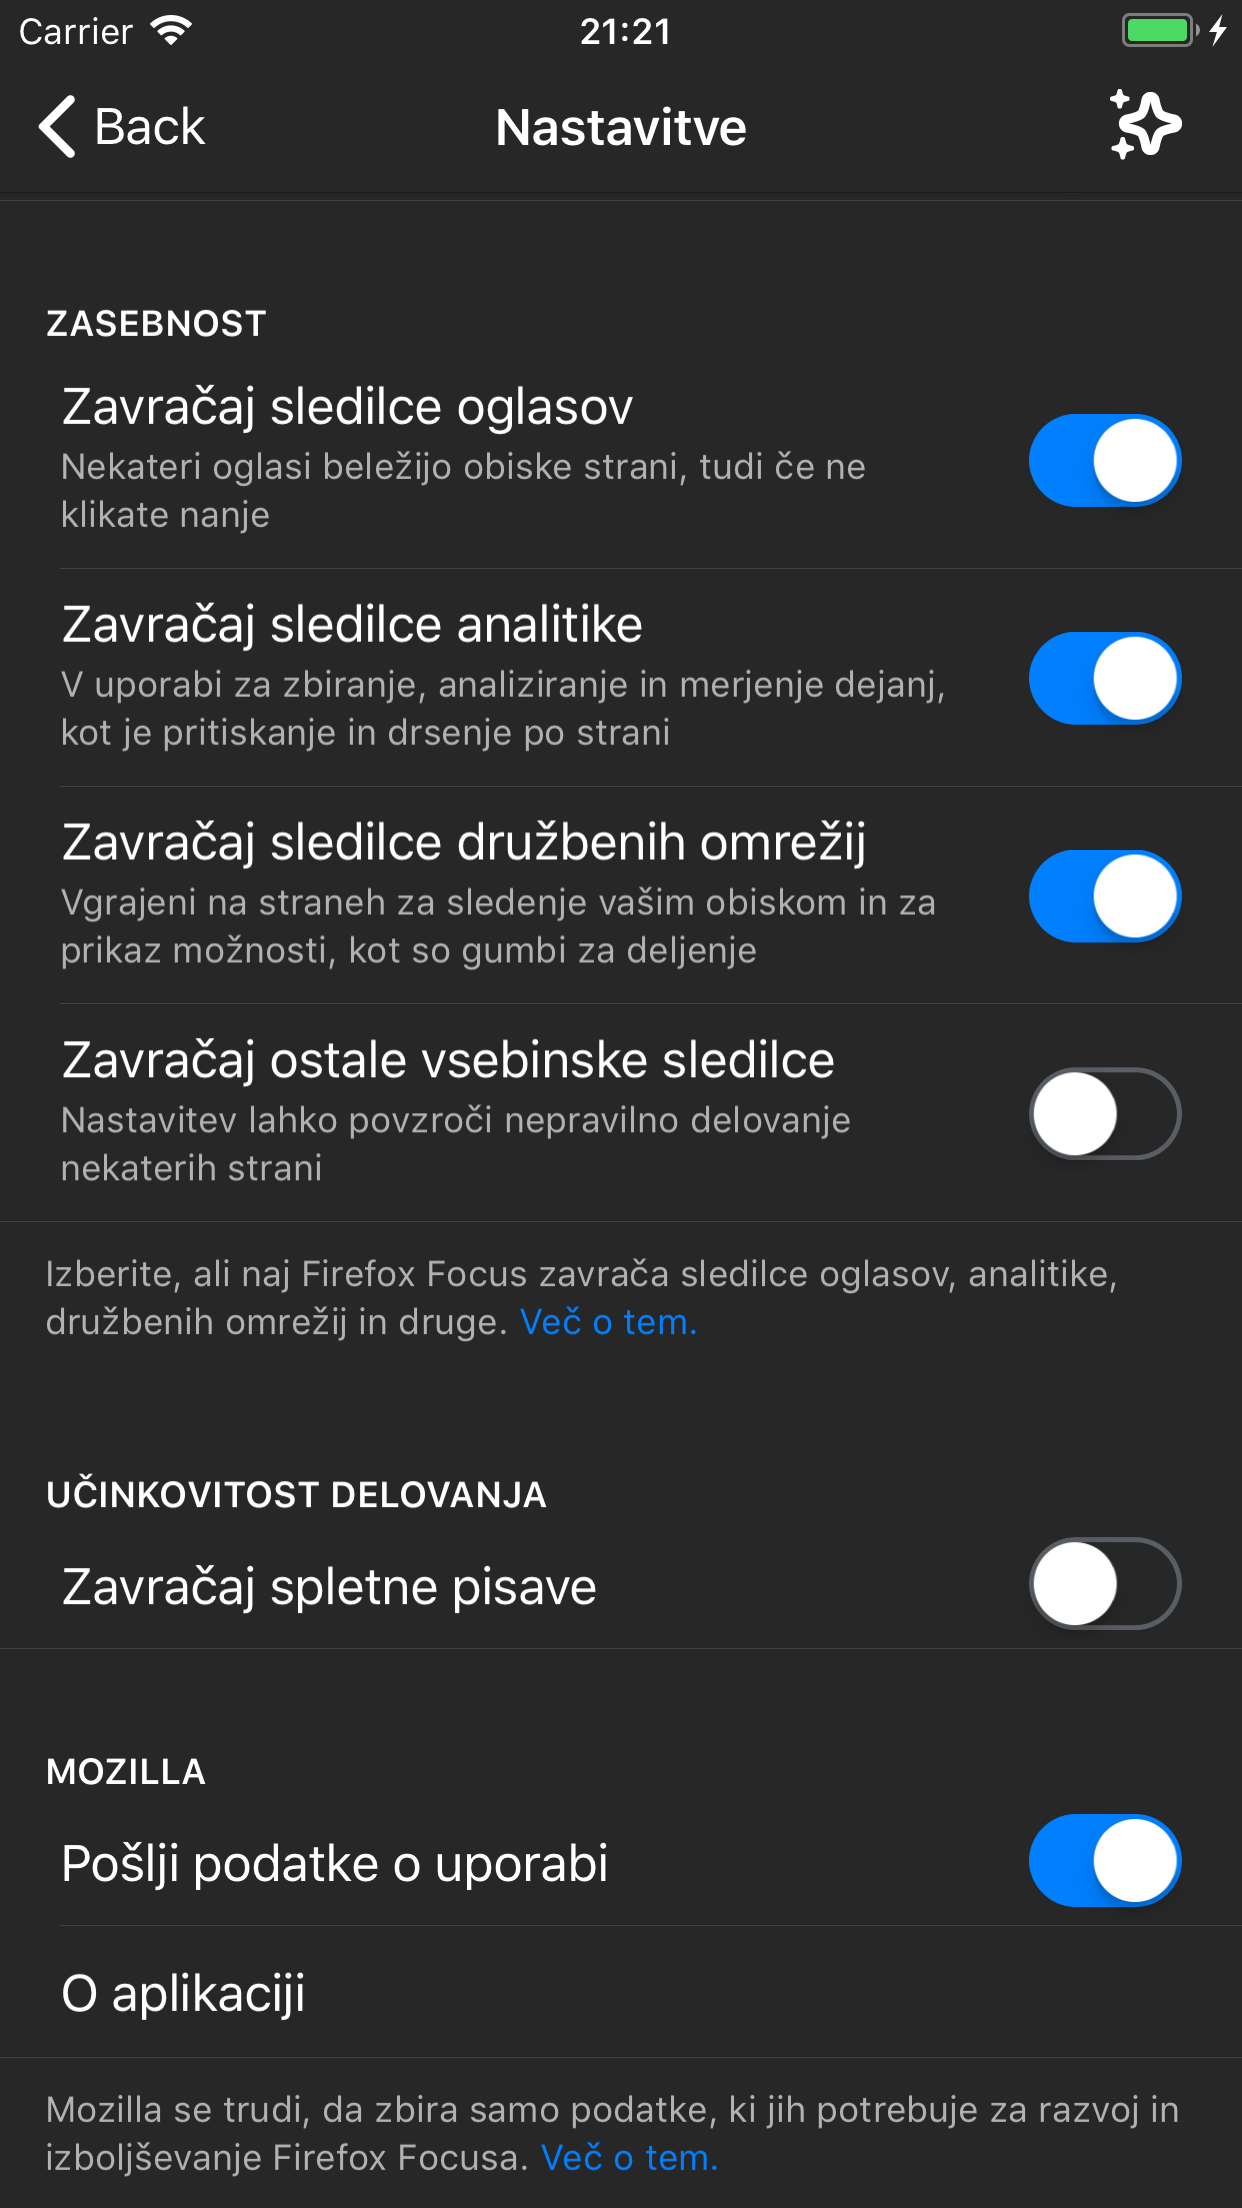 Carrier
21:21
Back
Nastavitve
ZASEBNOST
Zavračaj sledilce oglasov
Nekateri oglasi beležijo obiske strani, tudi če ne
klikate nanje
Zavračaj sledilce analitike
V uporabi za zbiranje, analiziranje in merjenje dejanj,
kot je pritiskanje in drsenje po strani
Zavračaj sledilce družbenih omrežij
Vgrajeni na straneh za sledenje vašim obiskom in za
prikaz možnosti, kot so gumbi za deljenje
Zavračaj ostale vsebinske sledilce
Nastavitev lahko povzroči nepravilno delovanje
nekaterih strani
Izberite, ali naj Firefox Focus zavrača sledilce oglasov, analitike,
družbenih omrežij in druge. Več o tem.
UČINKOVITOST DELOVANJA
Zavračaj spletne pisave
MOZILLA
Pošlji podatke o uporabi
O aplikaciji
Mozilla se trudi, da zbira samo podatke, ki jih potrebuje za razvoj in
izboljševanje Firefox Focusa. Več o tem.